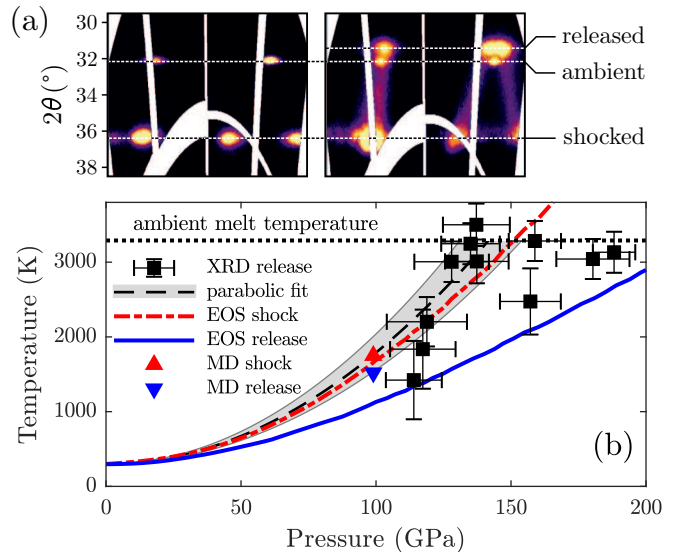 (a)
30
32
34
36
38
2θ (°)
released
ambient
shocked
ambient melt temperature
XRD release
parabolic fit
EOS shock
EOS release
MD shock
MD release
(b)
3000
2000
1000
0
Temperature (K)
0
50
100
150
200
Pressure (GPa)